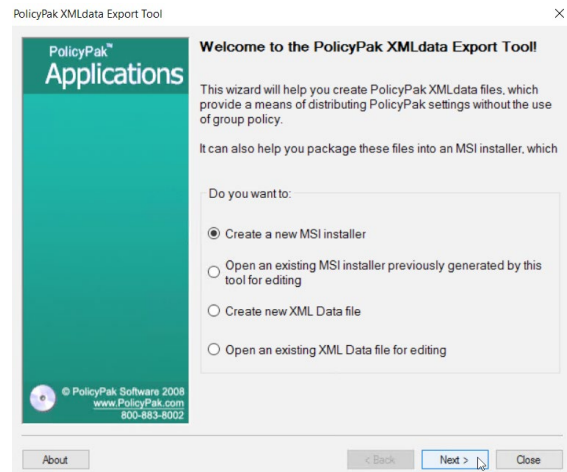 PolicyPak XMLdata Export Tool
PolicyPak™
Applications
Welcome to the PolicyPak XMLdata Export Tool!
This wizard will help you create PolicyPak XMLdata files, which
provide a means of distributing PolicyPak settings without the use
of group policy.
It can also help you package these files into an MSI installer, which
Do you want to:
Create a new MSI installer
Open an existing MSI installer previously generated by this
tool for editing
Create new XML Data file
Open an existing XML Data file for editing
© PolicyPak Software 2008
www.PolicyPak.com
800-883-8002
About
< Back
Next >
Close